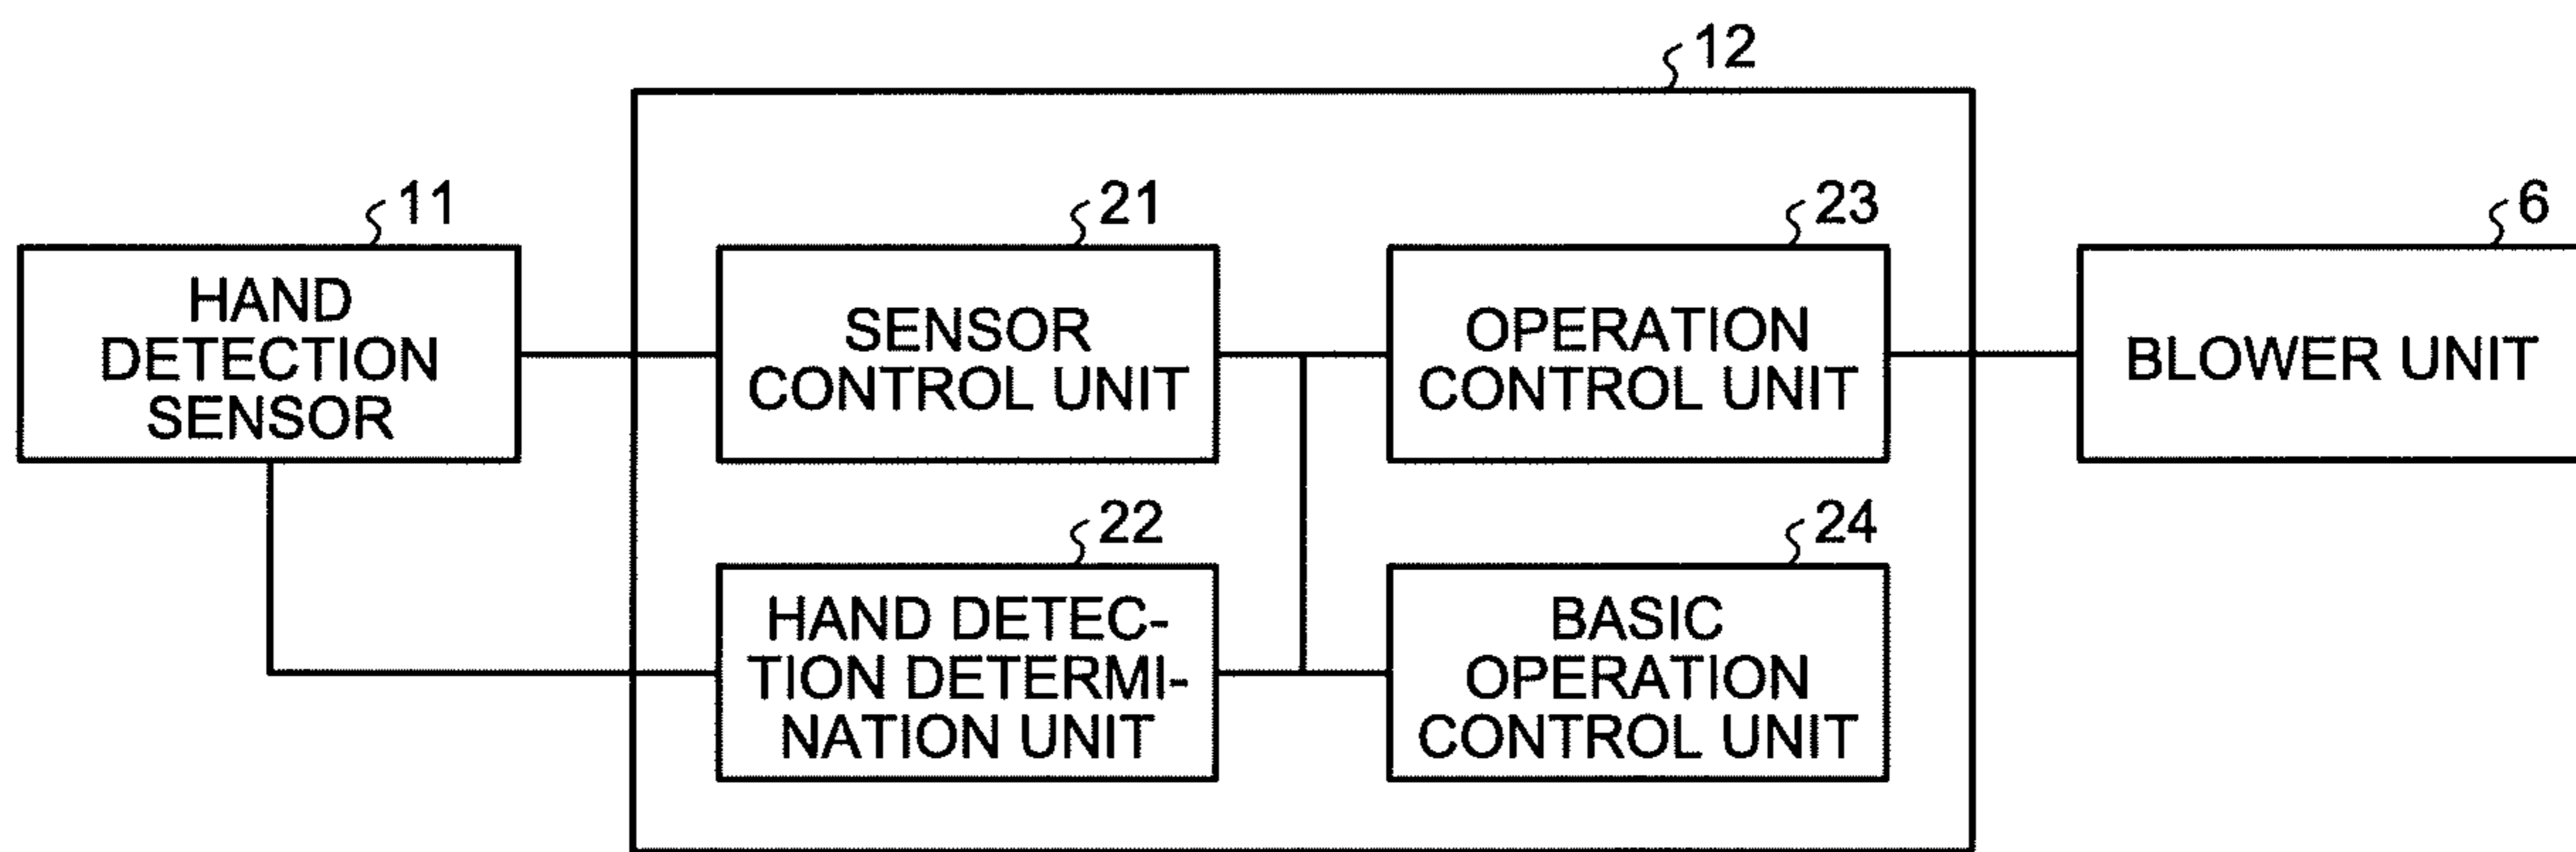 12
11
HAND
DETECTION
SENSOR
21
SENSOR
CONTROL UNIT
23
OPERATION
CONTROL UNIT
6
BLOWER UNIT
22
HAND DETEC-
TION DETERMI-
NATION UNIT
24
BASIC
OPERATION
CONTROL UNIT